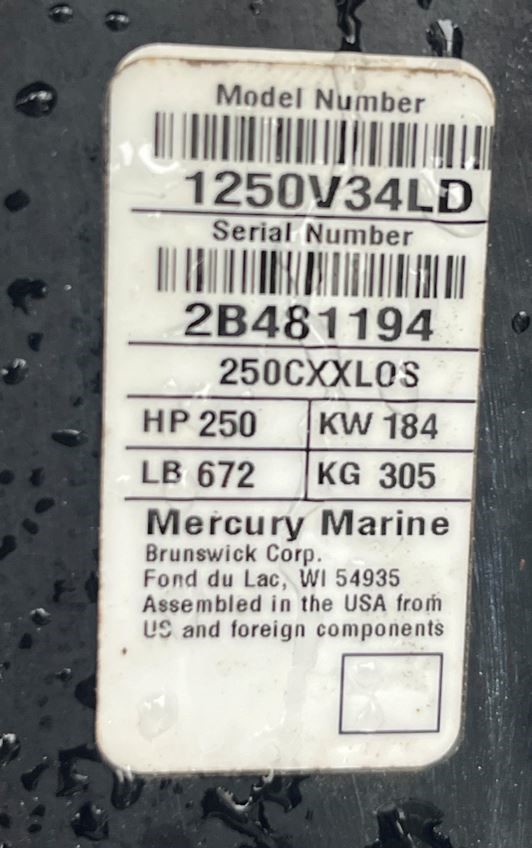 Model Number
1250V34LD
Serial Number
2B481194
250CXXLOS
HP 250 KW 184
LB 672 KG 305
Mercury Marine
Brunswick Corp.
Fond du Lac, WI 54935
Assembled in the USA from
US and foreign components